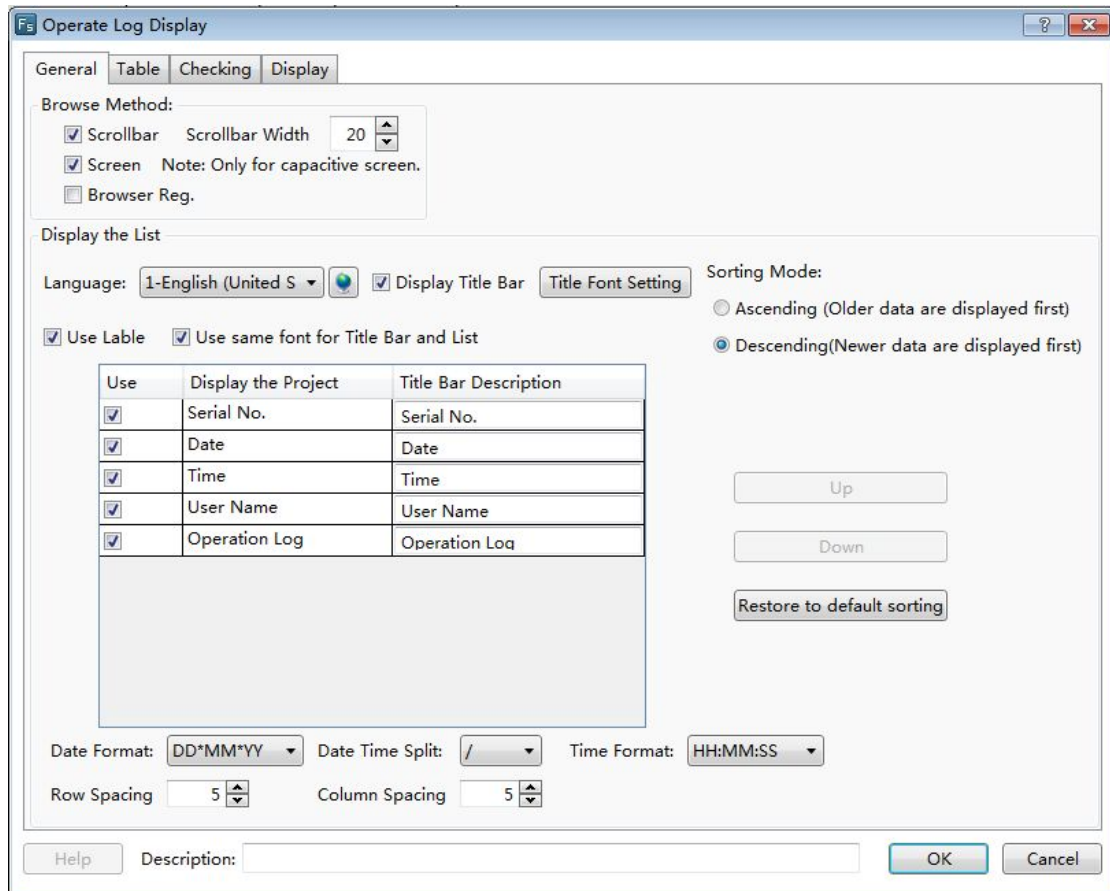 Fs Operate Log Display ?
General Table Checking Display
Browse Method:
Scrollbar Scrollbar Width 20
Screen Note: Only for capacitive screen.
Browser Reg.
Display the List
Language: 1-English (United S Display Title Bar Title Font Setting
Sorting Mode:
Ascending (Older data are displayed first)
Descending(Newer data are displayed first)
Use Lable Use same font for Title Bar and List
Use Display the Project Title Bar Description
Serial No. Serial No.
Date Date
Time Time
User Name User Name
Operation Log Operation Log
Up
Down
Restore to default sorting
Date Format: DD*MM*YY Date Time Split: / Time Format: HH:MM:SS
Row Spacing 5 Column Spacing 5
Help Description: OK Cancel